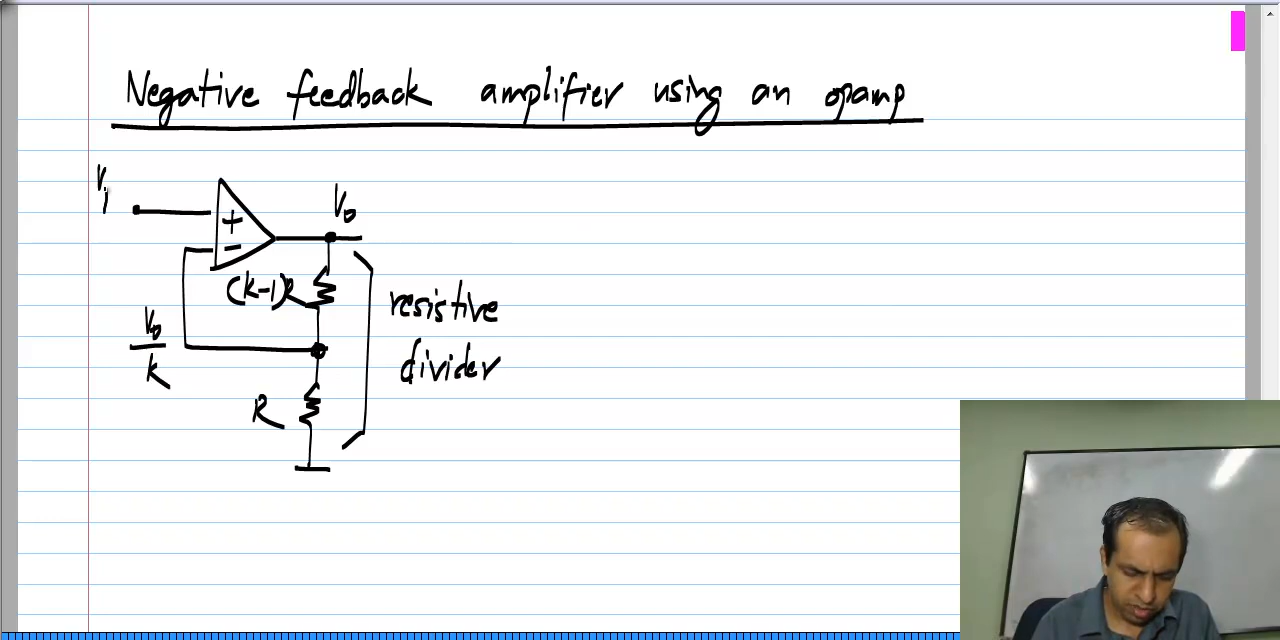 Negative feedback amplifier using an opamp
Vi
+
−
Vo
(k-1)R
resistive
divider
Vo
k
R